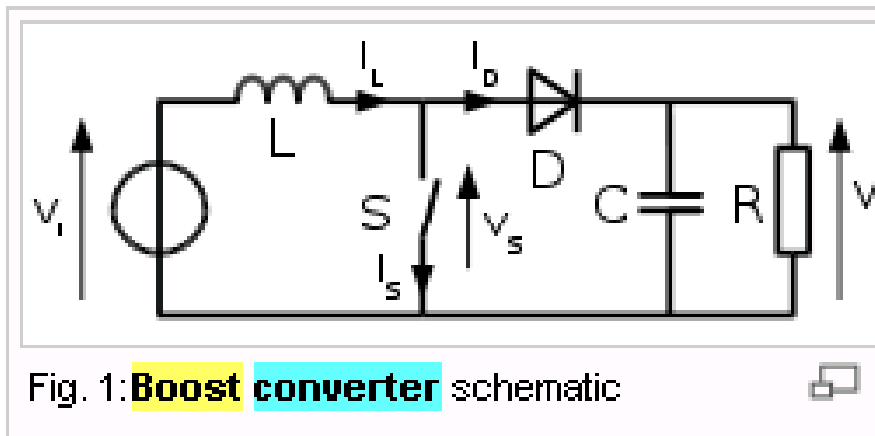 I_L I_D
L
D
V_I
S
V_S
C
R
V
I_S
Fig. 1:Boost converter schematic